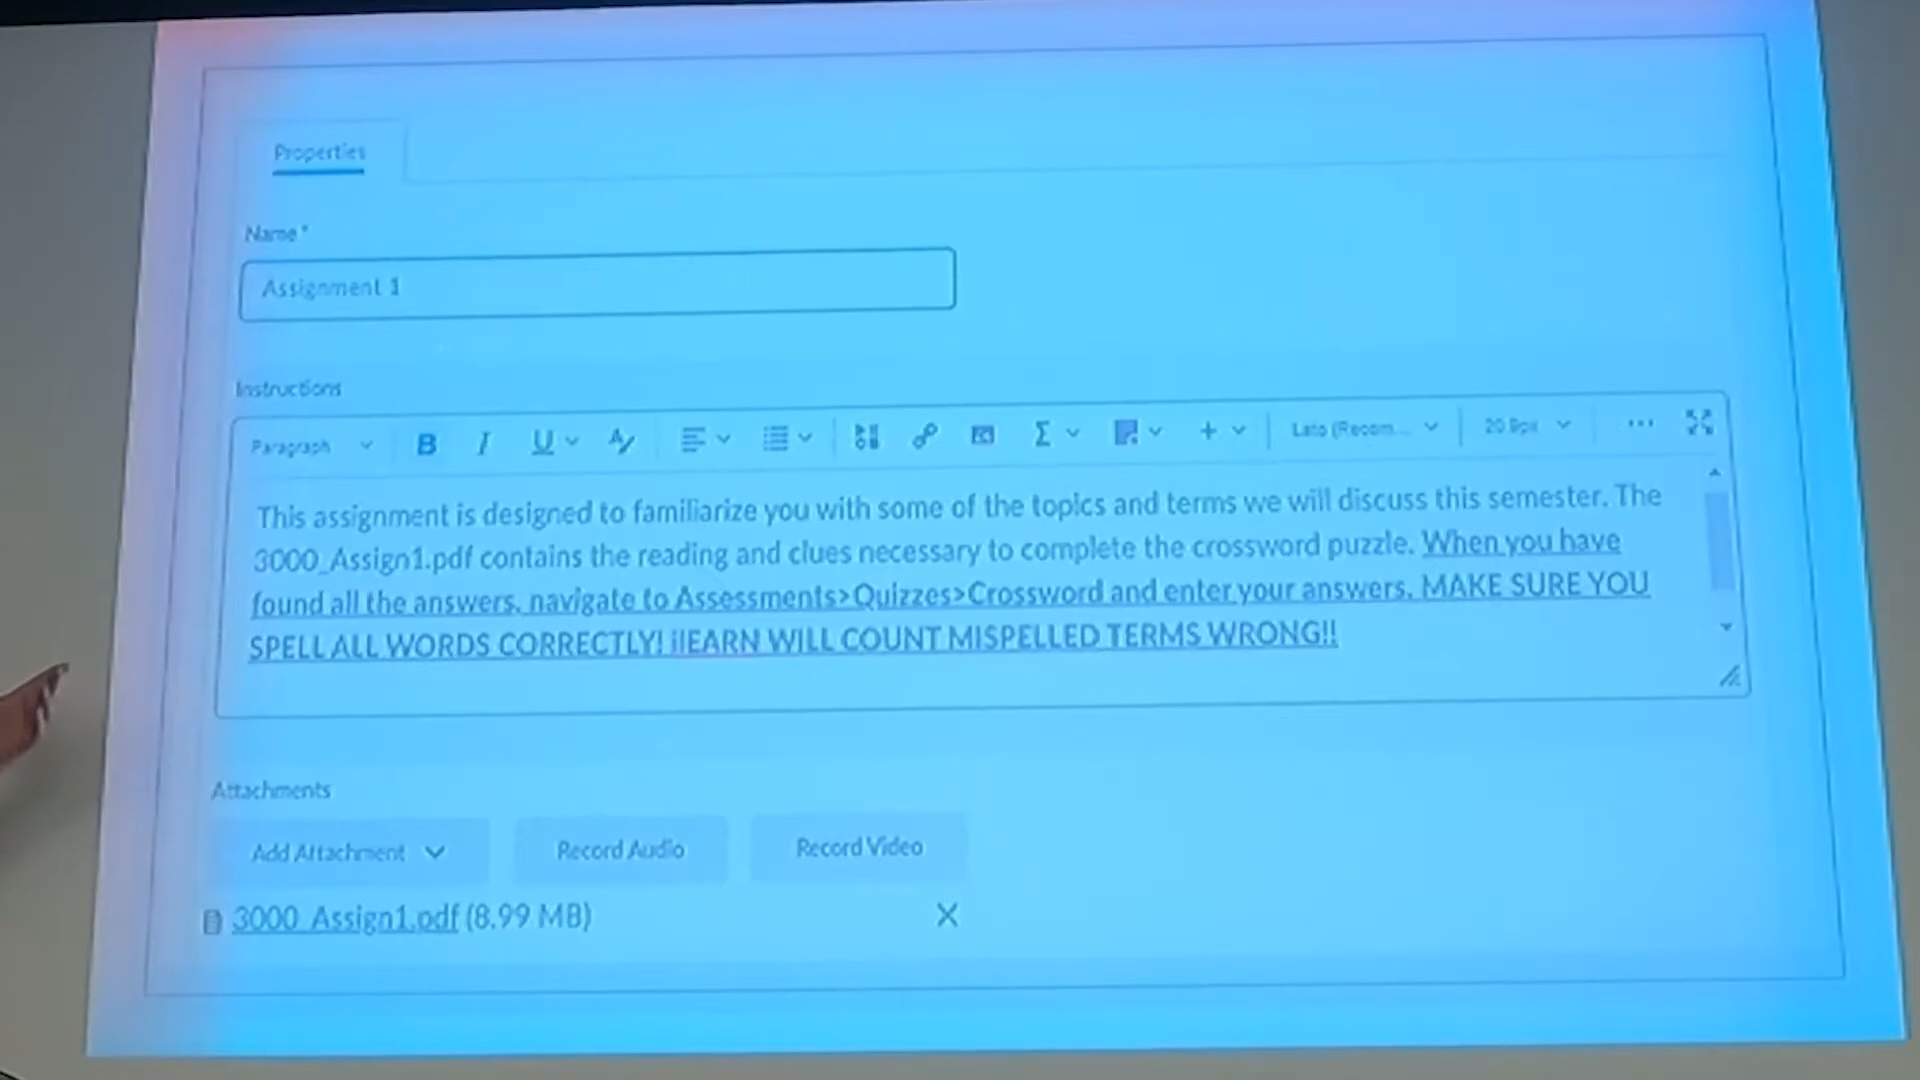 Properties
Name *
Assignment 1
Instructions
Paragraph B I U A Σ + Lato (Recom... 20.8px ...
This assignment is designed to familiarize you with some of the topics and terms we will discuss this semester. The
3000_Assign1.pdf contains the reading and clues necessary to complete the crossword puzzle. When you have
found all the answers, navigate to Assessments>Quizzes>Crossword and enter your answers. MAKE SURE YOU
SPELL ALL WORDS CORRECTLY! ilEARN WILL COUNT MISPELLED TERMS WRONG!!
Attachments
Add Attachment Record Audio Record Video
3000_Assign1.pdf (8.99 MB)